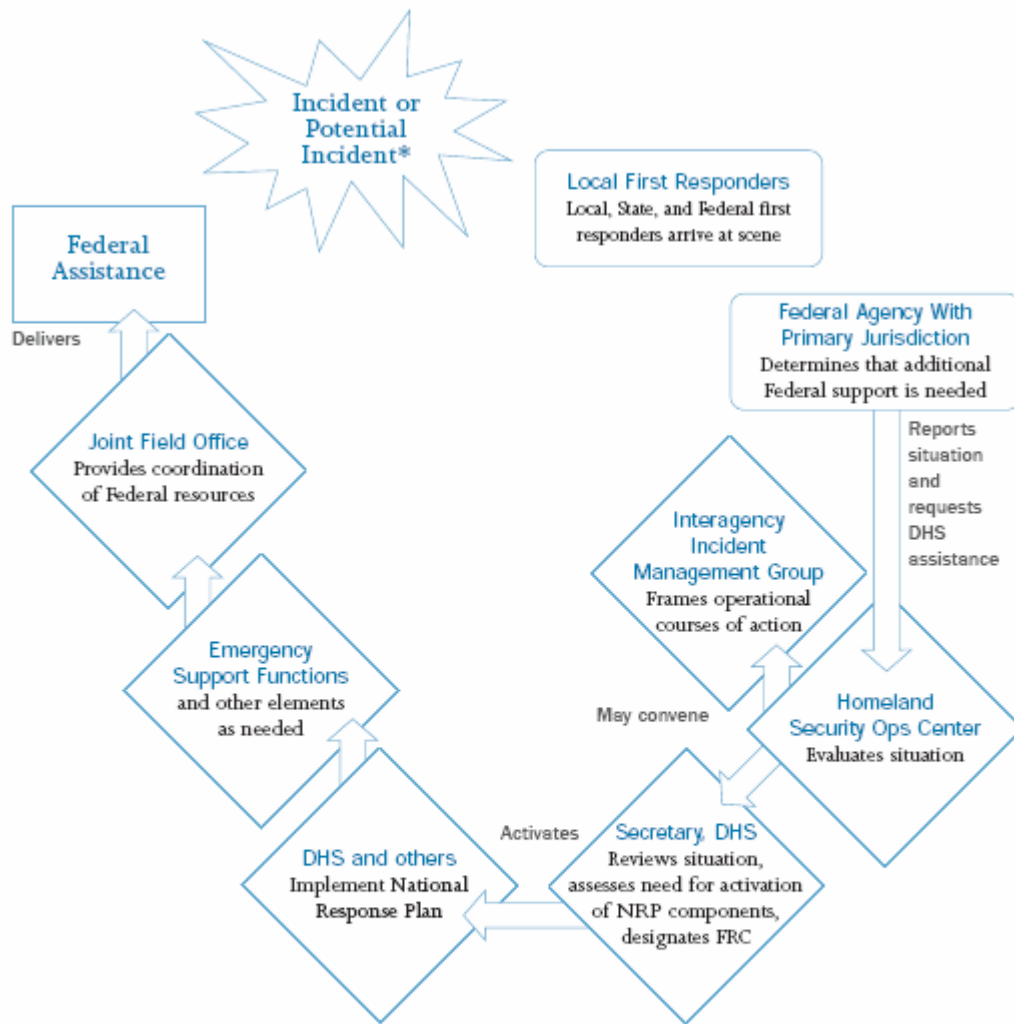 Incident or
Potential
Incident*
Local First Responders
Local, State, and Federal first
responders arrive at scene
Federal
Assistance
Delivers
Federal Agency With
Primary Jurisdiction
Determines that additional
Federal support is needed
Reports
situation
and
requests
DHS
assistance
Joint Field Office
Provides coordination
of Federal resources
Interagency
Incident
Management Group
Frames operational
courses of action
Emergency
Support Functions
and other elements
as needed
May convene
Homeland
Security Ops Center
Evaluates situation
Activates
Secretary, DHS
Reviews situation,
assesses need for activation
of NRP components,
designates FRC
DHS and others
Implement National
Response Plan